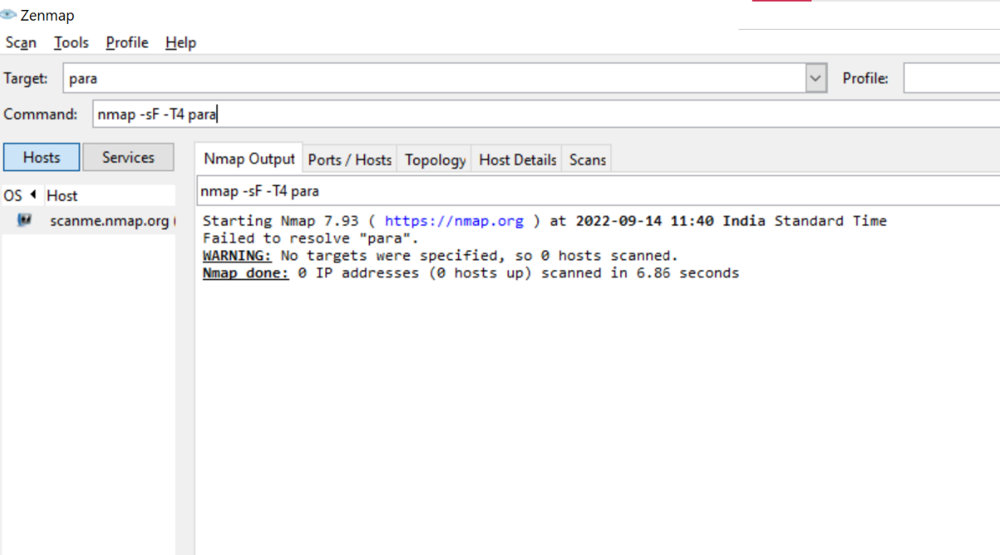 Zenmap
Scan Tools Profile Help
Target: para Profile:
Command: nmap -sF -T4 para
Hosts Services Nmap Output Ports / Hosts Topology Host Details Scans
nmap -sF -T4 para
OS Host
scanme.nmap.org (
Starting Nmap 7.93 ( https://nmap.org ) at 2022-09-14 11:40 India Standard Time
Failed to resolve "para".
WARNING: No targets were specified, so 0 hosts scanned.
Nmap done: 0 IP addresses (0 hosts up) scanned in 6.86 seconds